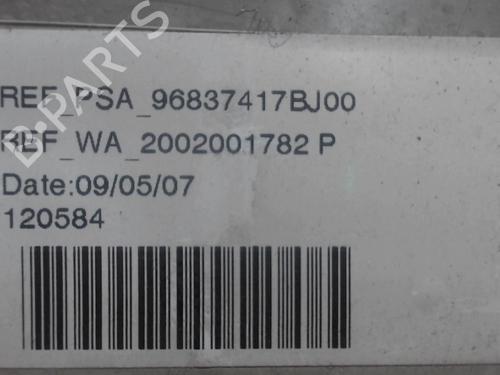 REF_PSA_96837417BJ00
REF_WA_2002001782 P
Date:09/05/07
120584
B-PARTS